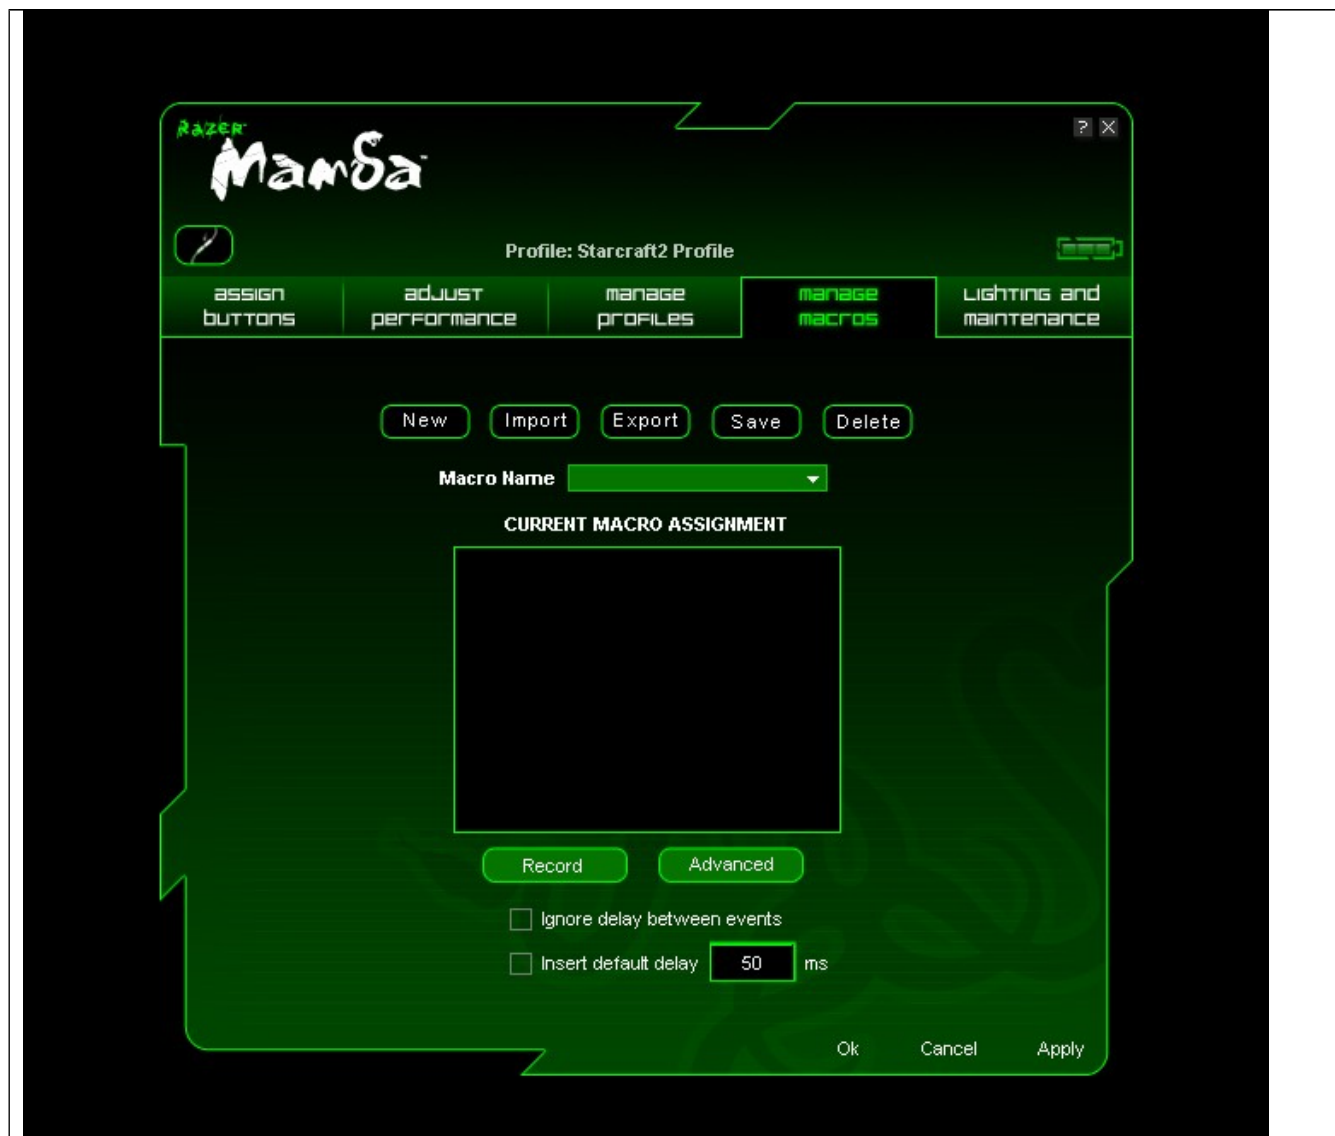 RAZER™
Mamba™
? X
Profile: Starcraft2 Profile
assign buttons
adjust performance
manage profiles
manage macros
Lighting and maintenance
New Import Export Save Delete
Macro Name
CURRENT MACRO ASSIGNMENT
Record Advanced
Ignore delay between events
Insert default delay 50 ms
Ok Cancel Apply